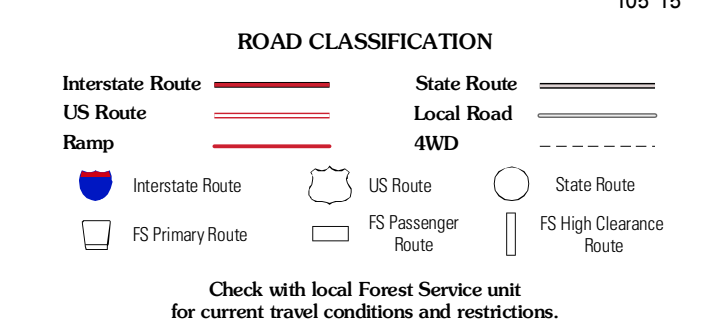 105 15
ROAD CLASSIFICATION
Interstate Route State Route
US Route Local Road
Ramp 4WD
Interstate Route US Route State Route
FS Primary Route FS Passenger Route FS High Clearance Route
Check with local Forest Service unit
for current travel conditions and restrictions.